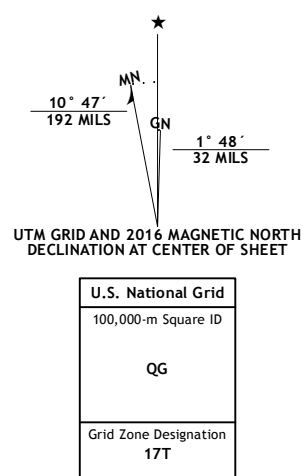 MN
GN
10° 47´
192 MILS
1° 48´
32 MILS
UTM GRID AND 2016 MAGNETIC NORTH
DECLINATION AT CENTER OF SHEET
U.S. National Grid
100,000-m Square ID
QG
Grid Zone Designation
17T